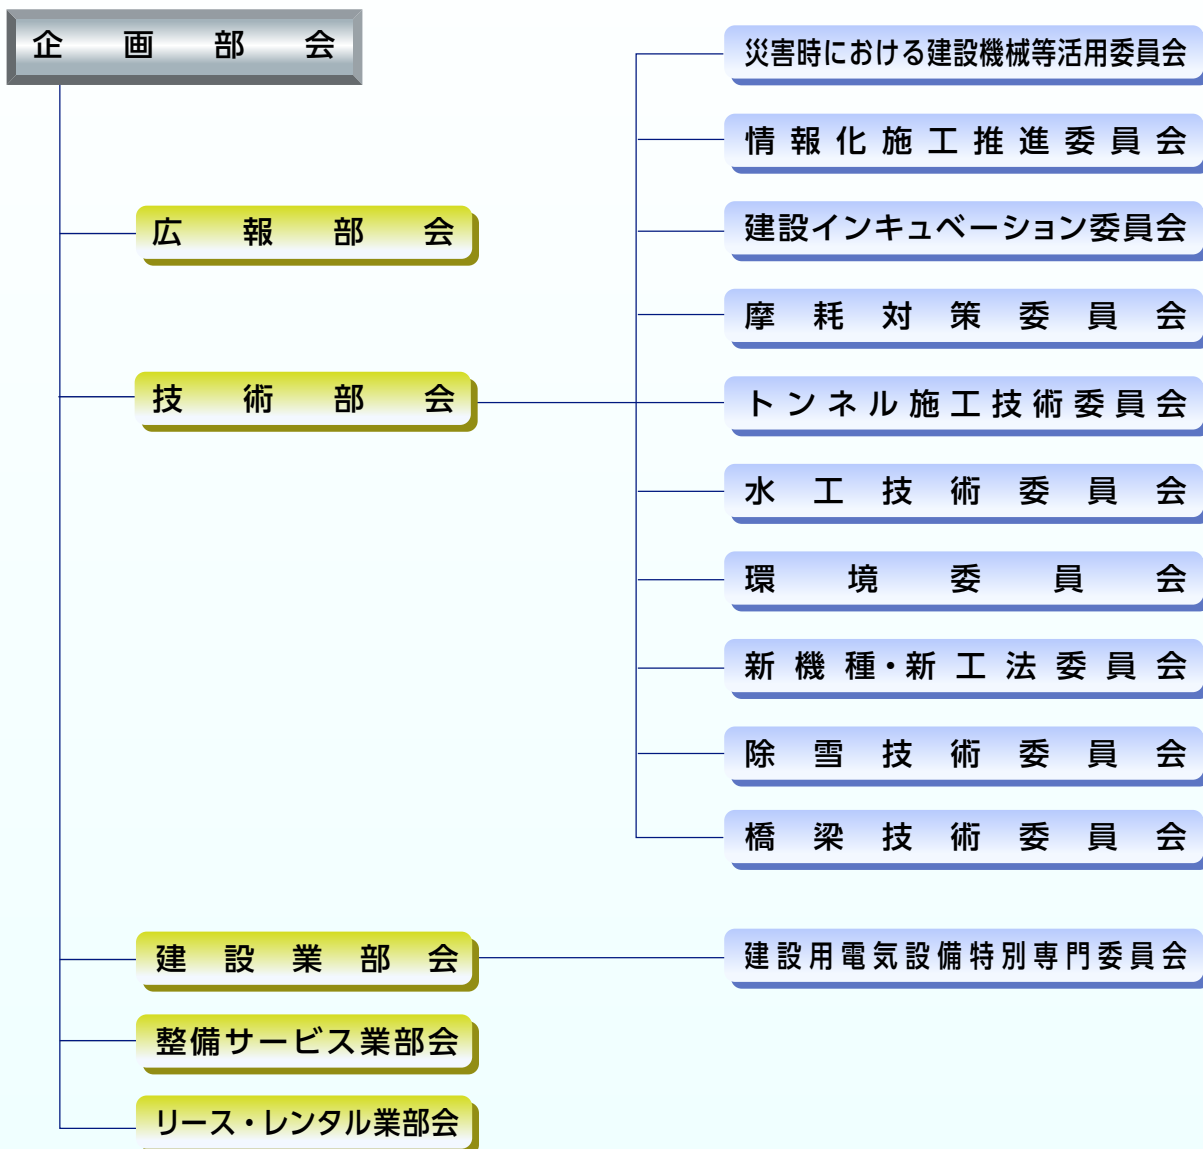 企画部会
広報部会
技術部会
災害時における建設機械等活用委員会
情報化施工推進委員会
建設インキュベーション委員会
摩耗対策委員会
トンネル施工技術委員会
水工技術委員会
環境委員会
新機種・新工法委員会
除雪技術委員会
橋梁技術委員会
建設業部会
建設用電気設備特別専門委員会
整備サービス業部会
リース・レンタル業部会